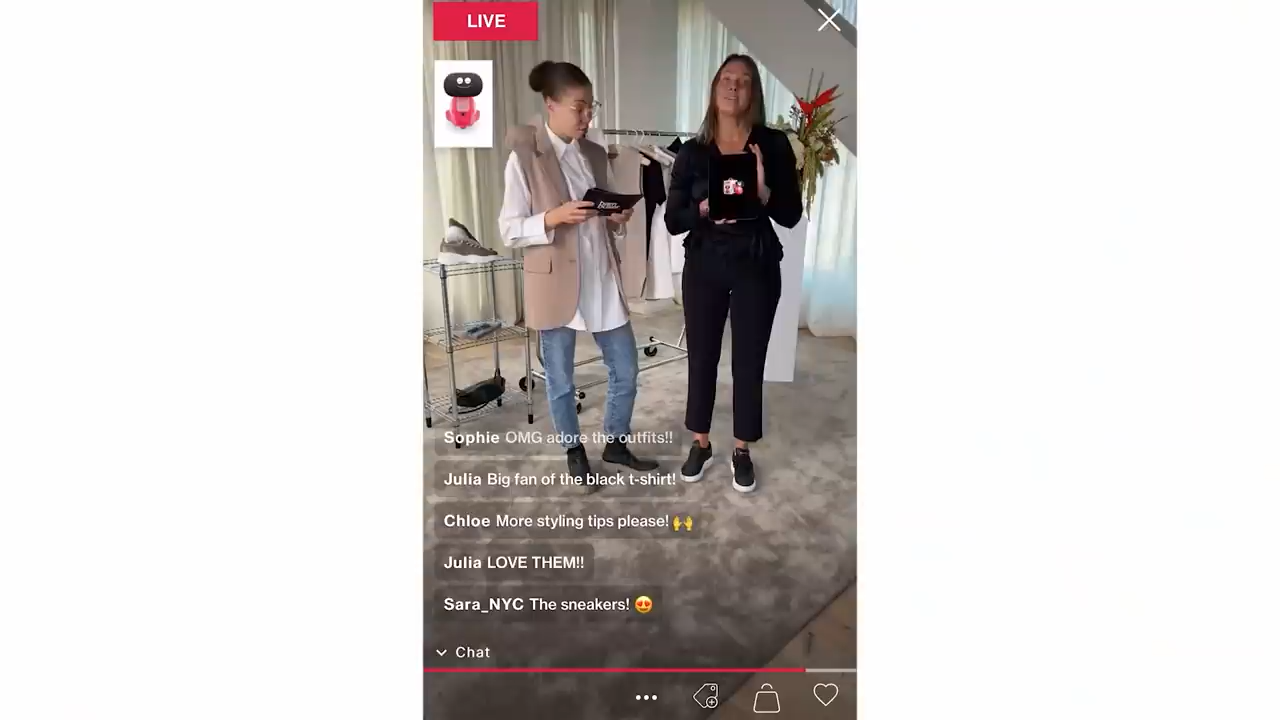 LIVE
Sophie OMG adore the outfits!!
Julia Big fan of the black t-shirt!
Chloe More styling tips please! 🙌
Julia LOVE THEM!!
Sara_NYC The sneakers! 😍
Chat